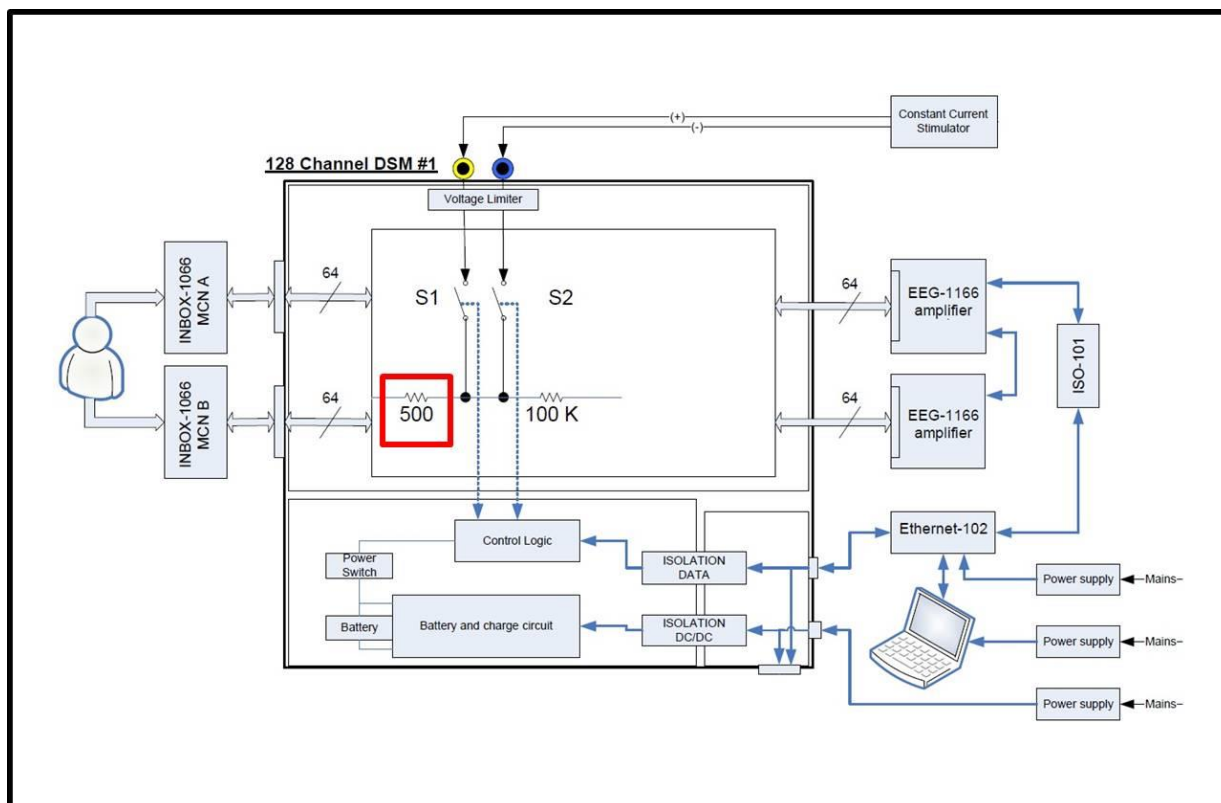 Constant Current
Stimulator
(+)
(-)
128 Channel DSM #1
Voltage Limiter
INBOX-1066
MCN A
64
S1
S2
64
EEG-1166
amplifier
ISO-101
INBOX-1066
MCN B
64
500
100 K
64
EEG-1166
amplifier
Control Logic
Ethernet-102
Power
Switch
ISOLATION
DATA
Power supply
Mains
Battery
Battery and charge circuit
ISOLATION
DC/DC
Power supply
Mains
Power supply
Mains